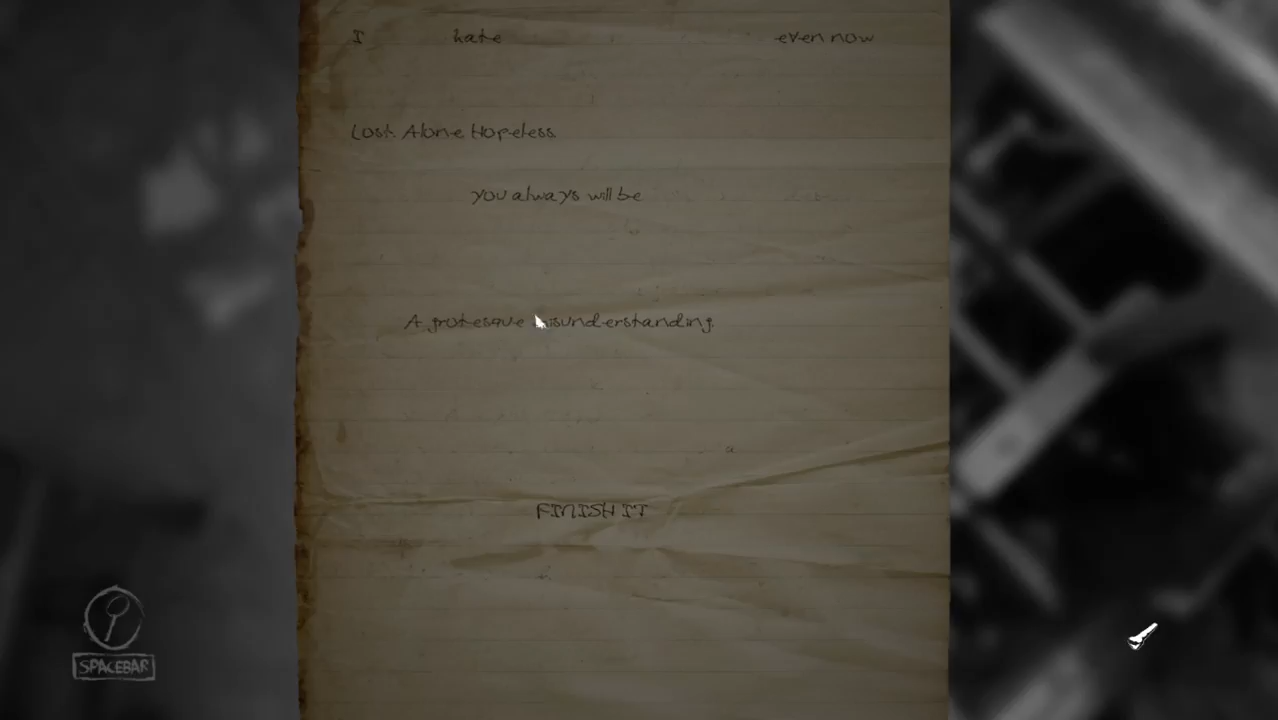 I hate even now
Lost Alone Hopeless
you always will be
A grotesque misunderstanding.
a
FINISH IT
SPACEBAR